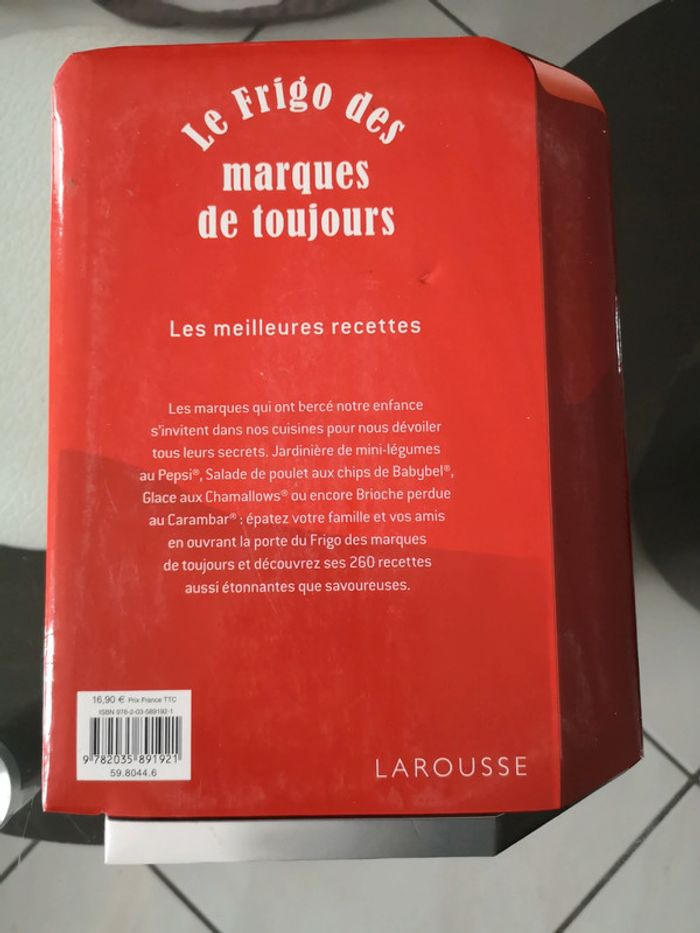 Le Frigo des
marques
de toujours
Les meilleures recettes
Les marques qui ont bercé notre enfance
s'invitent dans nos cuisines pour nous dévoiler
tous leurs secrets. Jardinière de mini-légumes
au Pepsi®, Salade de poulet aux chips de Babybel®,
Glace aux Chamallows® ou encore Brioche perdue
au Carambar® : épatez votre famille et vos amis
en ouvrant la porte du Frigo des marques
de toujours et découvrez ses 260 recettes
aussi étonnantes que savoureuses.
16,90 € Prix France TTC
ISBN 978-2-03-589192-1
9 782035 891921
59.8044.6
LAROUSSE